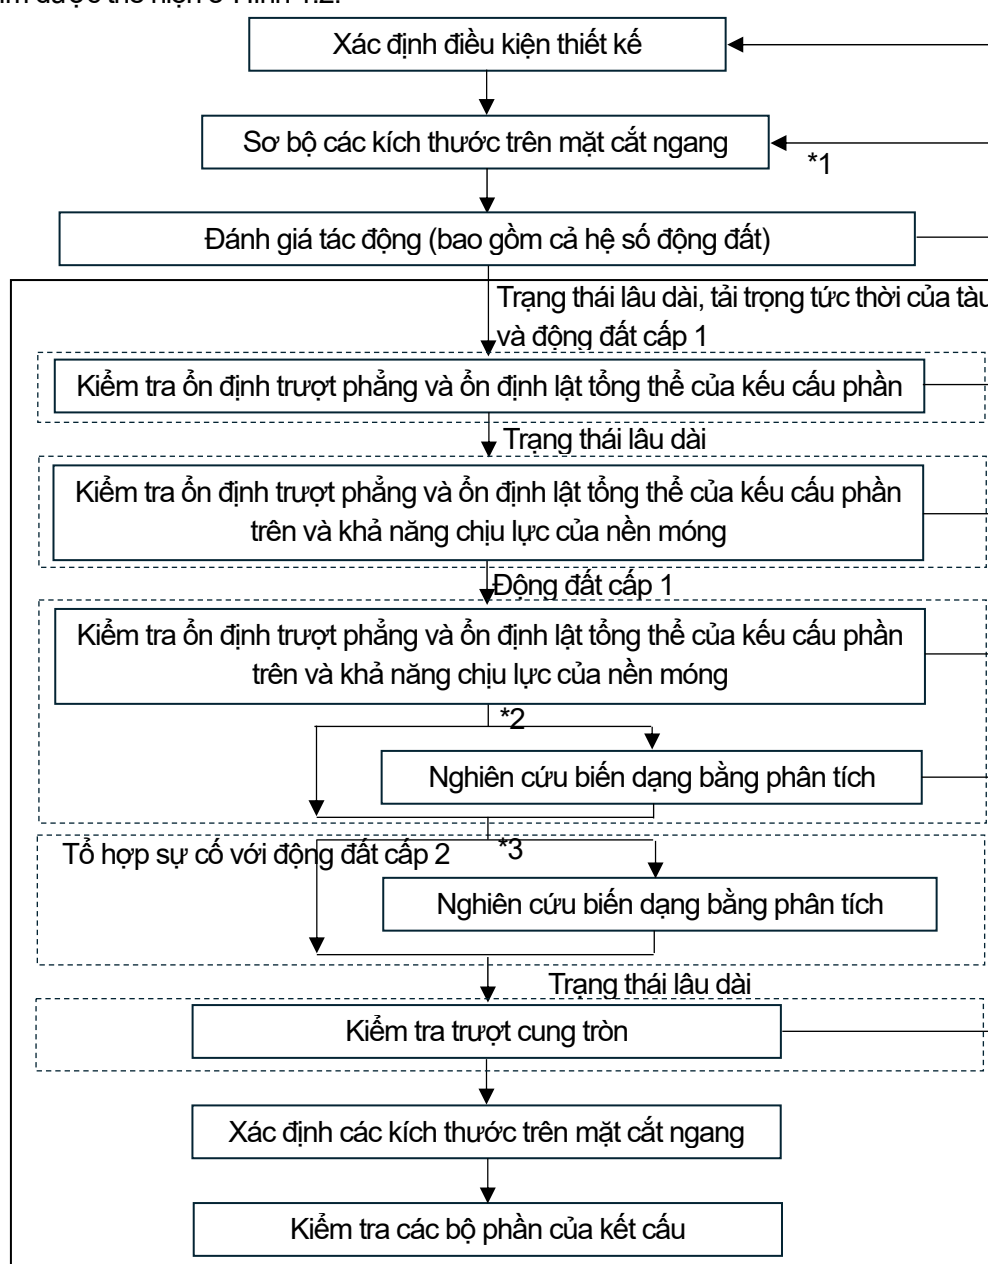 Xác định điều kiện thiết kế
Sơ bộ các kích thước trên mặt cắt ngang
*1
Đánh giá tác động (bao gồm cả hệ số động đất)
Trạng thái lâu dài, tải trọng tức thời của tàu
và động đất cấp 1
Kiểm tra ổn định trượt phẳng và ổn định lật tổng thể của kếu cấu phần
Trạng thái lâu dài
Kiểm tra ổn định trượt phẳng và ổn định lật tổng thể của kếu cấu phần
trên và khả năng chịu lực của nền móng
Động đất cấp 1
Kiểm tra ổn định trượt phẳng và ổn định lật tổng thể của kếu cấu phần
trên và khả năng chịu lực của nền móng
*2
Nghiên cứu biến dạng bằng phân tích
Tổ hợp sự cố với động đất cấp 2
*3
Nghiên cứu biến dạng bằng phân tích
Trạng thái lâu dài
Kiểm tra trượt cung tròn
Xác định các kích thước trên mặt cắt ngang
Kiểm tra các bộ phận của kết cấu